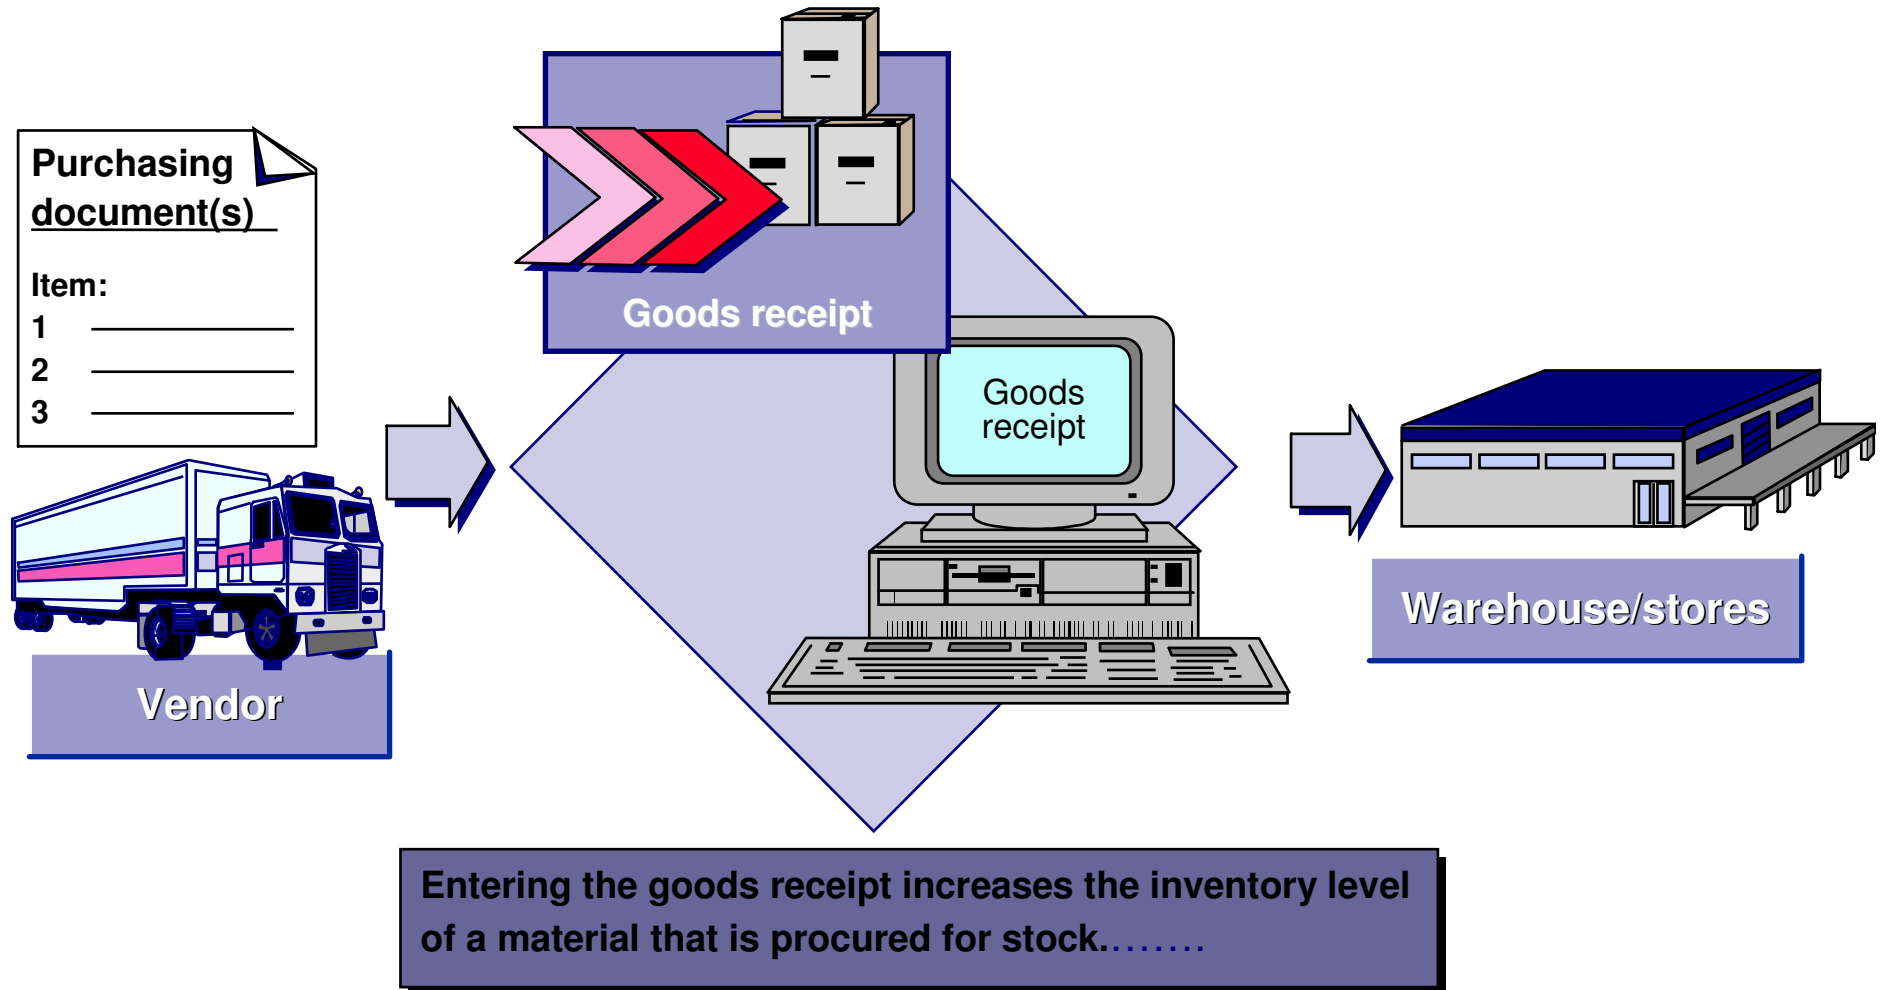 Purchasing
document(s)
Item:
1
2
3
Goods receipt
Goods
receipt
Vendor
Warehouse/stores
Entering the goods receipt increases the inventory level
of a material that is procured for stock........